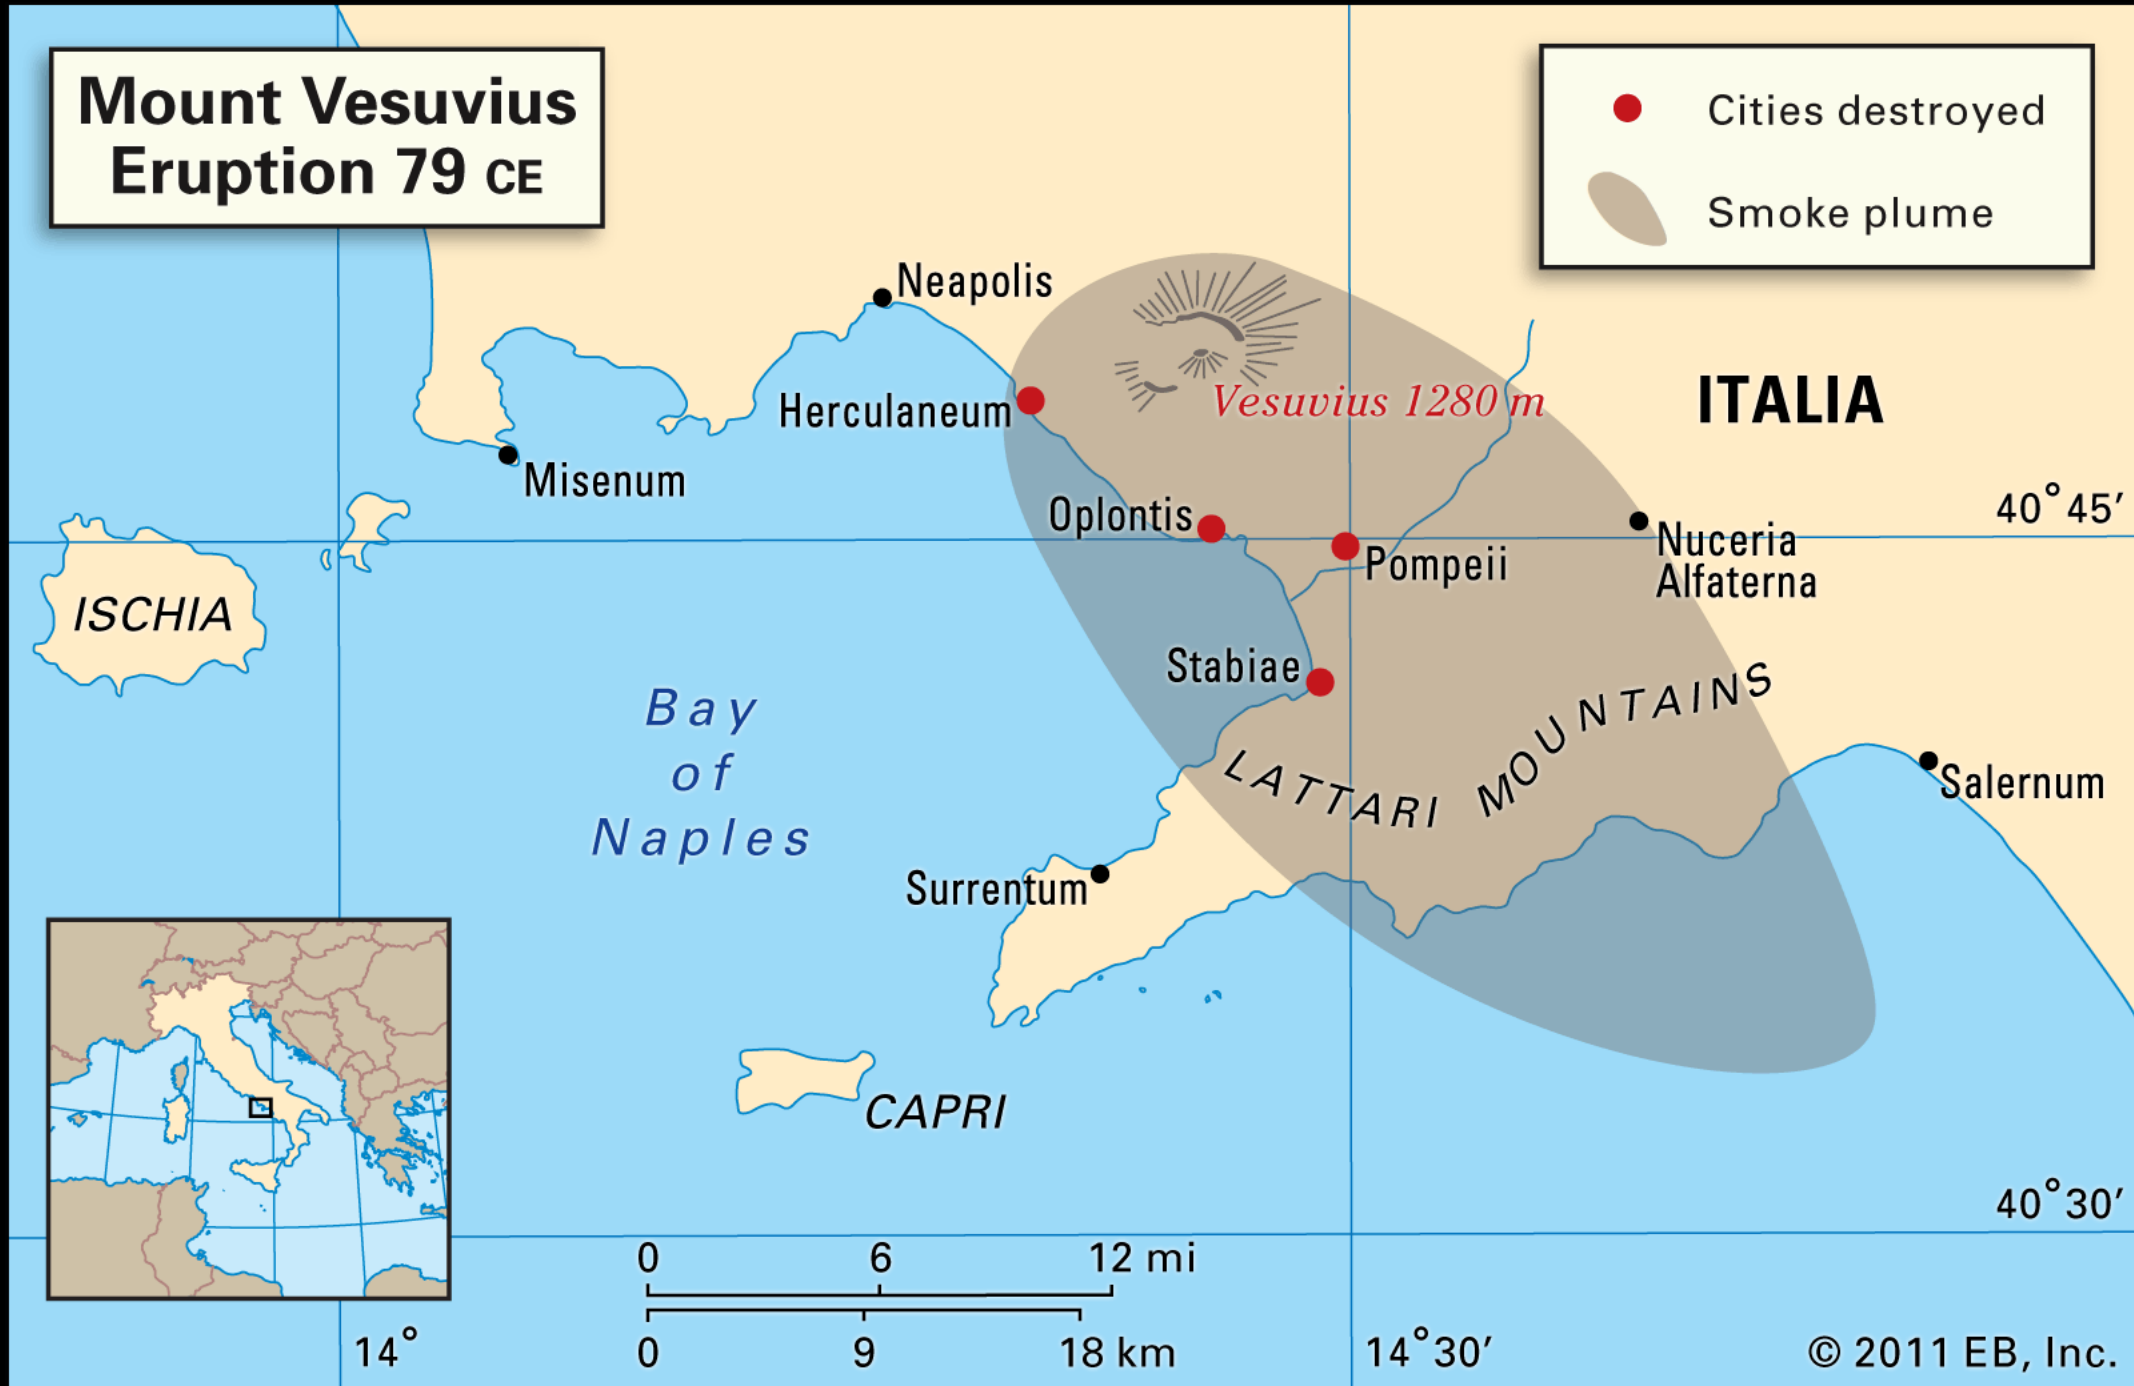 Mount Vesuvius
Eruption 79 CE
Cities destroyed
Smoke plume
Neapolis
Herculaneum
Vesuvius 1280 m
ITALIA
Misenum
Oplontis
40°45′
Pompeii
Nuceria
Alfaterna
ISCHIA
Stabiae
Bay
of
Naples
LATTARI MOUNTAINS
Salernum
Surrentum
CAPRI
40°30′
0 6 12 mi
0 9 18 km
14°
14°30′
© 2011 EB, Inc.